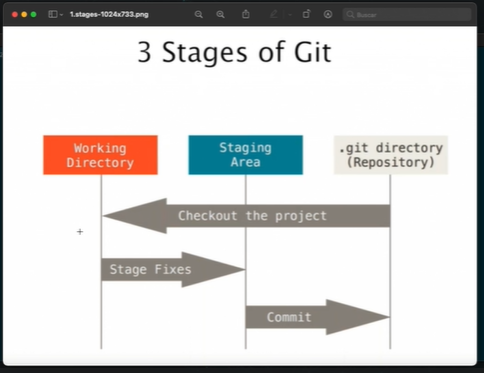 1.stages-1024x733.png
Buscar
3 Stages of Git
Working
Directory
Staging
Area
.git directory
(Repository)
Checkout the project
Stage Fixes
Commit